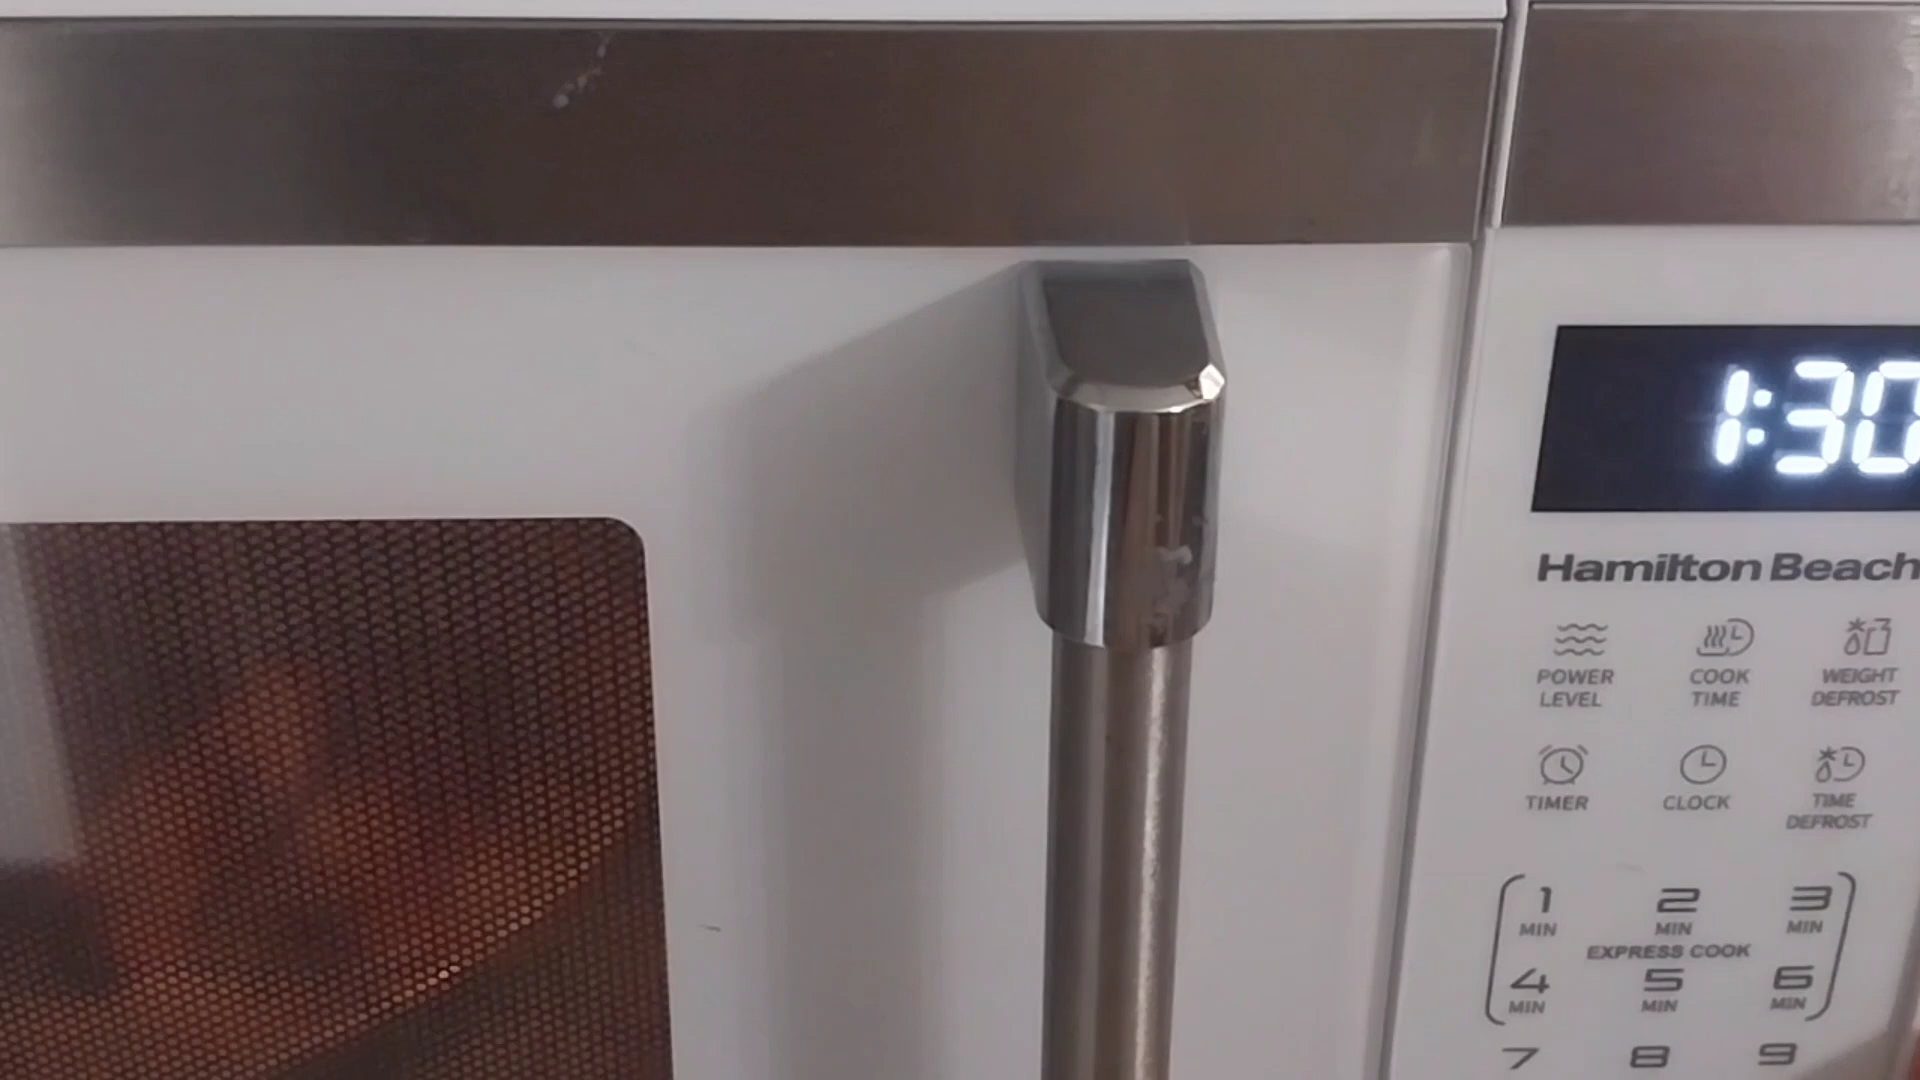 1:30
Hamilton Beach
POWER LEVEL
COOK TIME
WEIGHT DEFROST
TIMER
CLOCK
TIME DEFROST
1 MIN
2 MIN
3 MIN
EXPRESS COOK
4 MIN
5 MIN
6 MIN
7
8
9